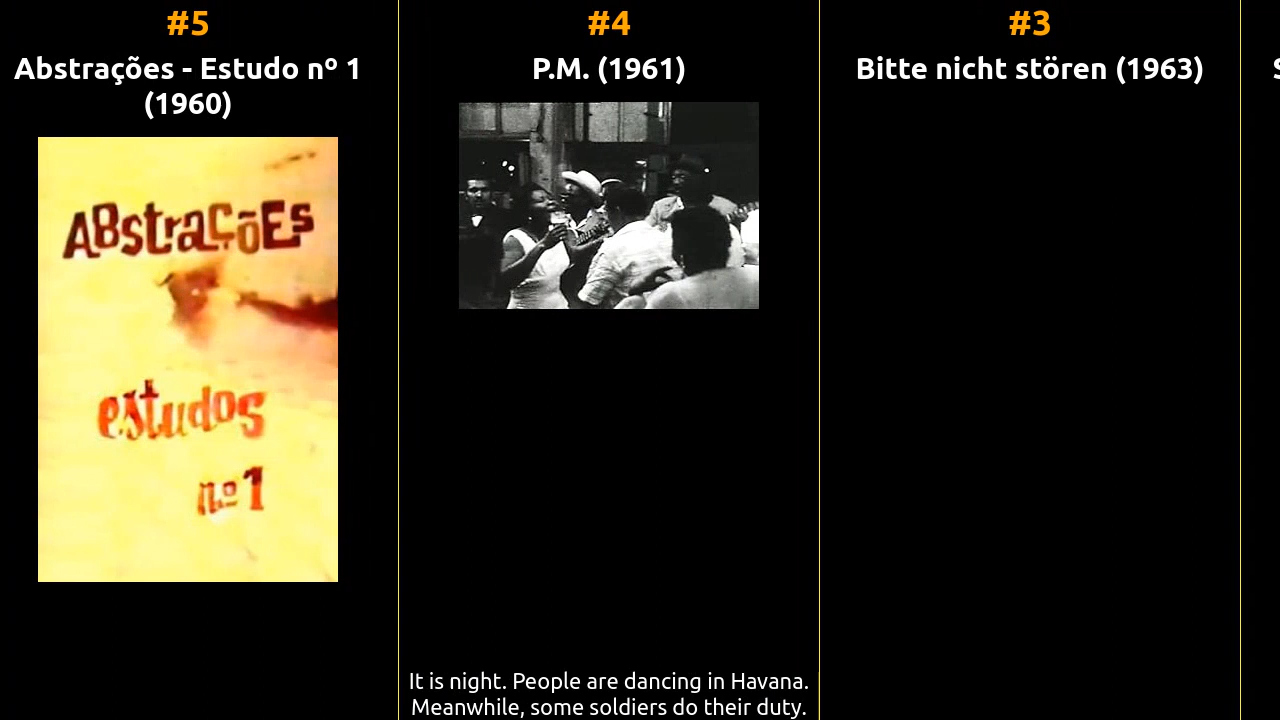 #5
Abstrações - Estudo nº 1
(1960)
ABstraçõEs
estudos
nº1
#4
P.M. (1961)
It is night. People are dancing in Havana.
Meanwhile, some soldiers do their duty.
#3
Bitte nicht stören (1963)